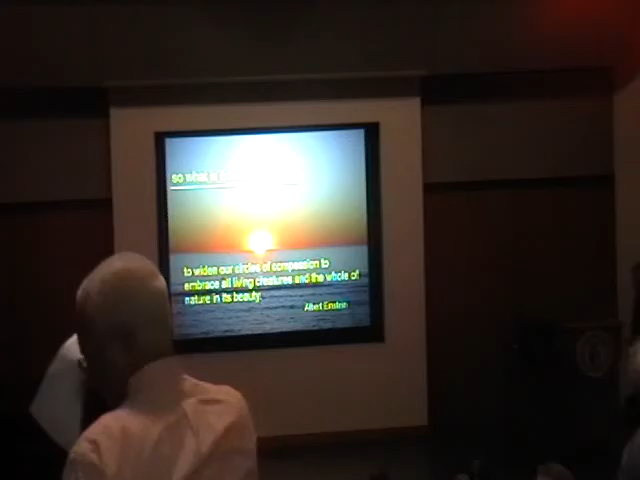 so what
to widen our circles of compassion to
embrace all living creatures and the whole of
nature in its beauty.
Albert Einstein